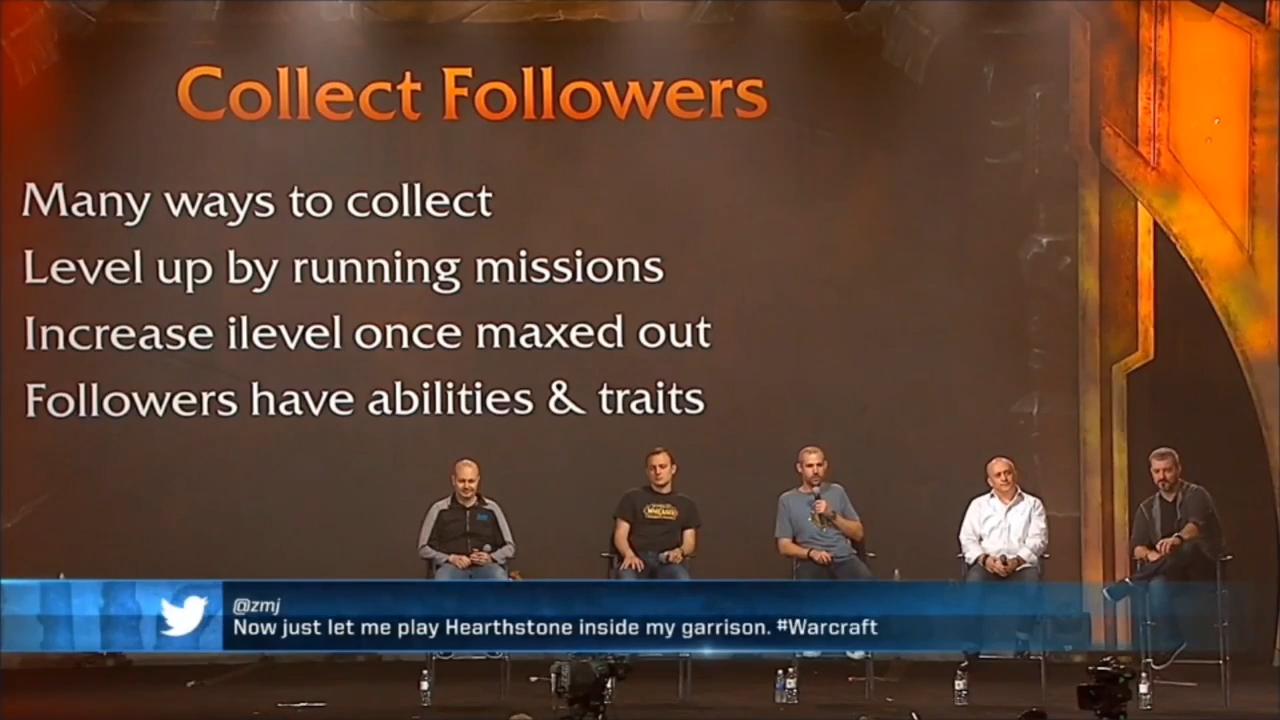 Collect Followers
Many ways to collect
Level up by running missions
Increase ilevel once maxed out
Followers have abilities & traits
WARCRAFT
@zmj
Now just let me play Hearthstone inside my garrison. #Warcraft